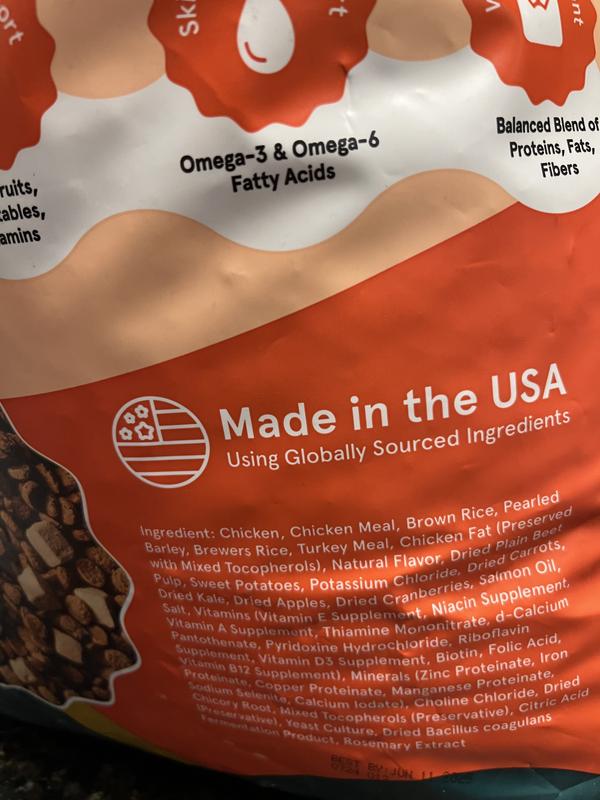 Omega-3 & Omega-6
Fatty Acids
Balanced Blend of
Proteins, Fats,
Fibers
Made in the USA
Using Globally Sourced Ingredients
Ingredient: Chicken, Chicken Meal, Brown Rice, Pearled
Barley, Brewers Rice, Turkey Meal, Chicken Fat (Preserved
with Mixed Tocopherols), Natural Flavor, Dried Plain Beet
Pulp, Sweet Potatoes, Potassium Chloride, Dried Carrots,
Dried Kale, Dried Apples, Dried Cranberries, Salmon Oil,
Salt, Vitamins (Vitamin E Supplement, Niacin Supplement,
Vitamin A Supplement, Thiamine Mononitrate, d-Calcium
Pantothenate, Pyridoxine Hydrochloride, Riboflavin
Supplement, Vitamin D3 Supplement, Biotin, Folic Acid,
Vitamin B12 Supplement), Minerals (Zinc Proteinate, Iron
Proteinate, Copper Proteinate, Manganese Proteinate,
Sodium Selenite, Calcium Iodate), Choline Chloride, Dried
Chicory Root, Mixed Tocopherols (Preservative), Citric Acid
(Preservative), Yeast Culture, Dried Bacillus coagulans
Fermentation Product, Rosemary Extract
BEST BY: JUN 11